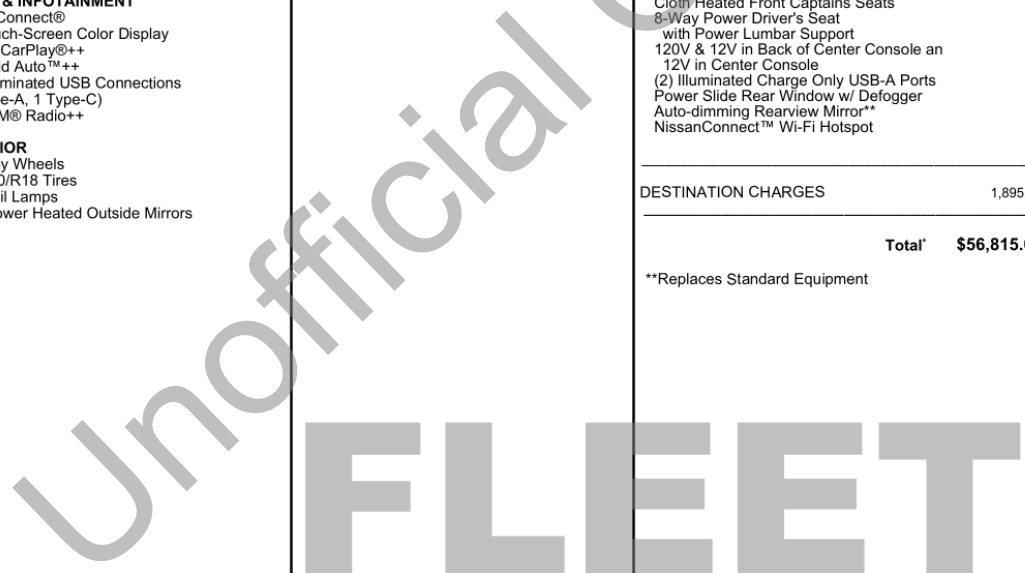 & INFOTAINMENT
Connect®
ch-Screen Color Display
CarPlay®++
id Auto™++
minated USB Connections
e-A, 1 Type-C)
M® Radio++
IOR
y Wheels
0/R18 Tires
il Lamps
ower Heated Outside Mirrors
Cloth Heated Front Captains Seats
8-Way Power Driver's Seat
with Power Lumbar Support
120V & 12V in Back of Center Console an
12V in Center Console
(2) Illuminated Charge Only USB-A Ports
Power Slide Rear Window w/ Defogger
Auto-dimming Rearview Mirror**
NissanConnect™ Wi-Fi Hotspot
DESTINATION CHARGES 1,895
Total* $56,815.
**Replaces Standard Equipment
Unofficial
FLEET